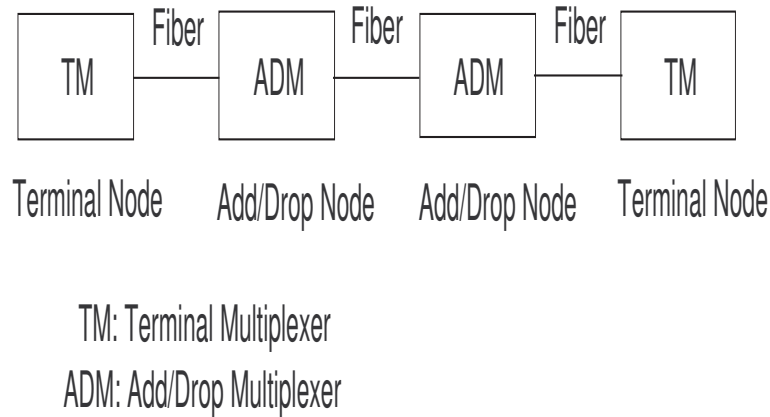 Fiber Fiber Fiber
TM ADM ADM TM
Terminal Node Add/Drop Node Add/Drop Node Terminal Node
TM: Terminal Multiplexer
ADM: Add/Drop Multiplexer